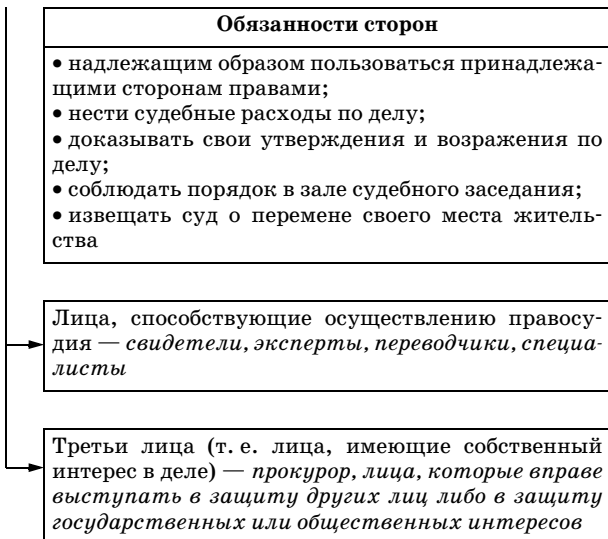 Обязанности сторон
• надлежащим образом пользоваться принадлежа-
щими сторонам правами;
• нести судебные расходы по делу;
• доказывать свои утверждения и возражения по
делу;
• соблюдать порядок в зале судебного заседания;
• извещать суд о перемене своего места житель-
ства
Лица, способствующие осуществлению правосу-
дия — свидетели, эксперты, переводчики, специа-
листы
Третьи лица (т. е. лица, имеющие собственный
интерес в деле) — прокурор, лица, которые вправе
выступать в защиту других лиц либо в защиту
государственных или общественных интересов